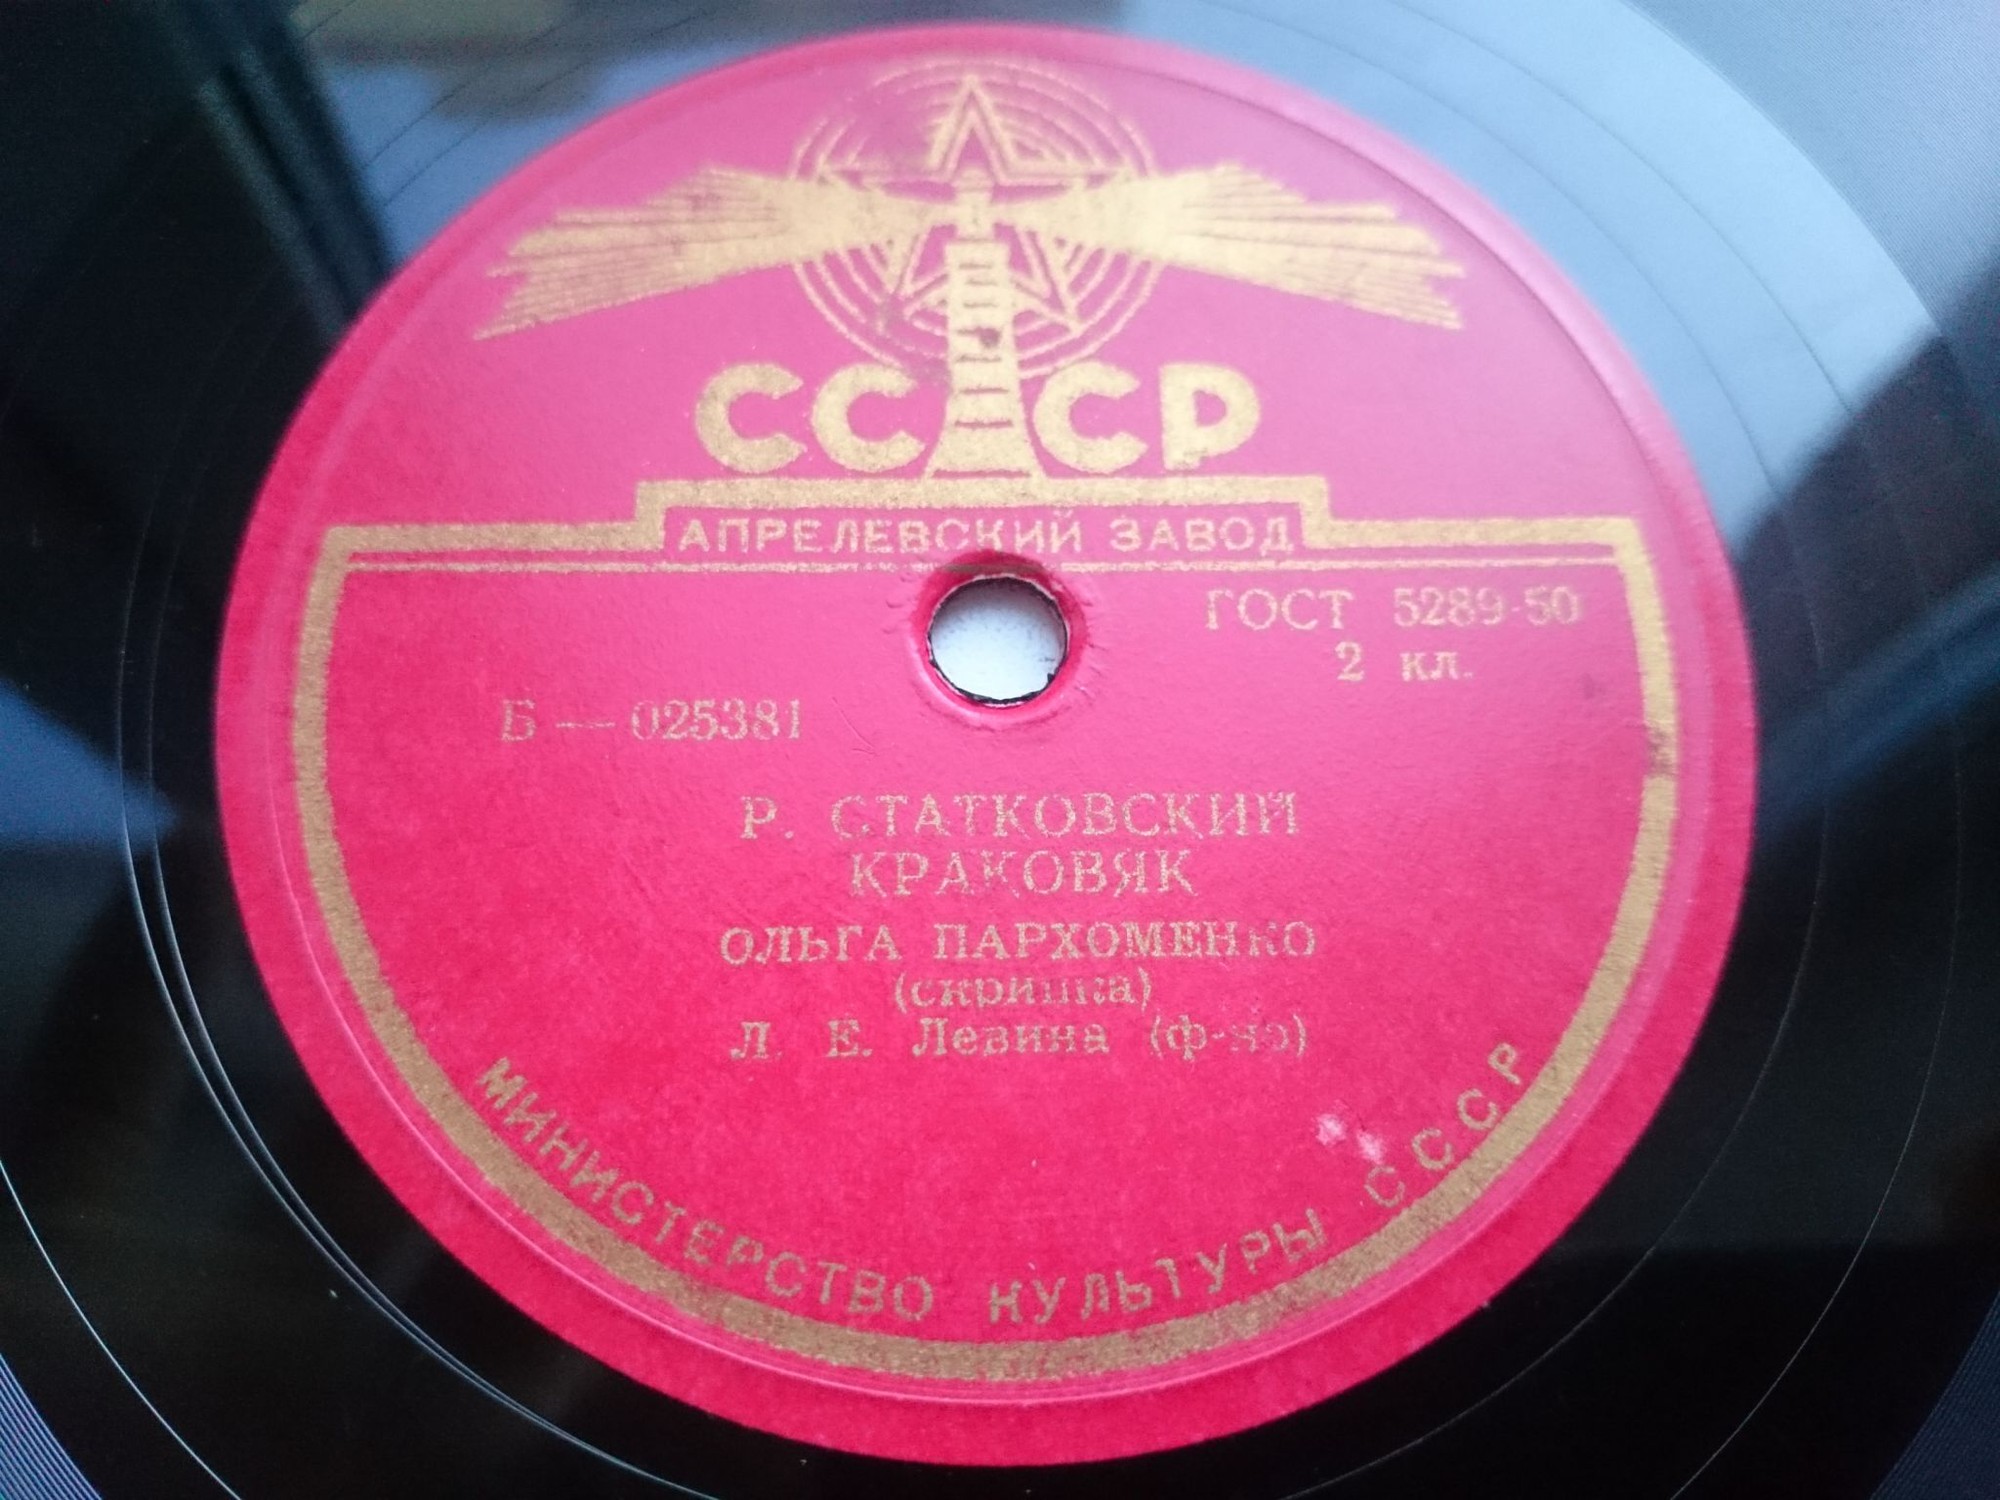 СССР
АПРЕЛЕВСКИЙ ЗАВОД
ГОСТ 5289-50
2 кл.
Б — 025381
Р. СТАТКОВСКИЙ
КРАКОВЯК
ОЛЬГА ПАРХОМЕНКО
(скрипка)
Л. Е. Левина (ф-но)
МИНИСТЕРСТВО КУЛЬТУРЫ СССР